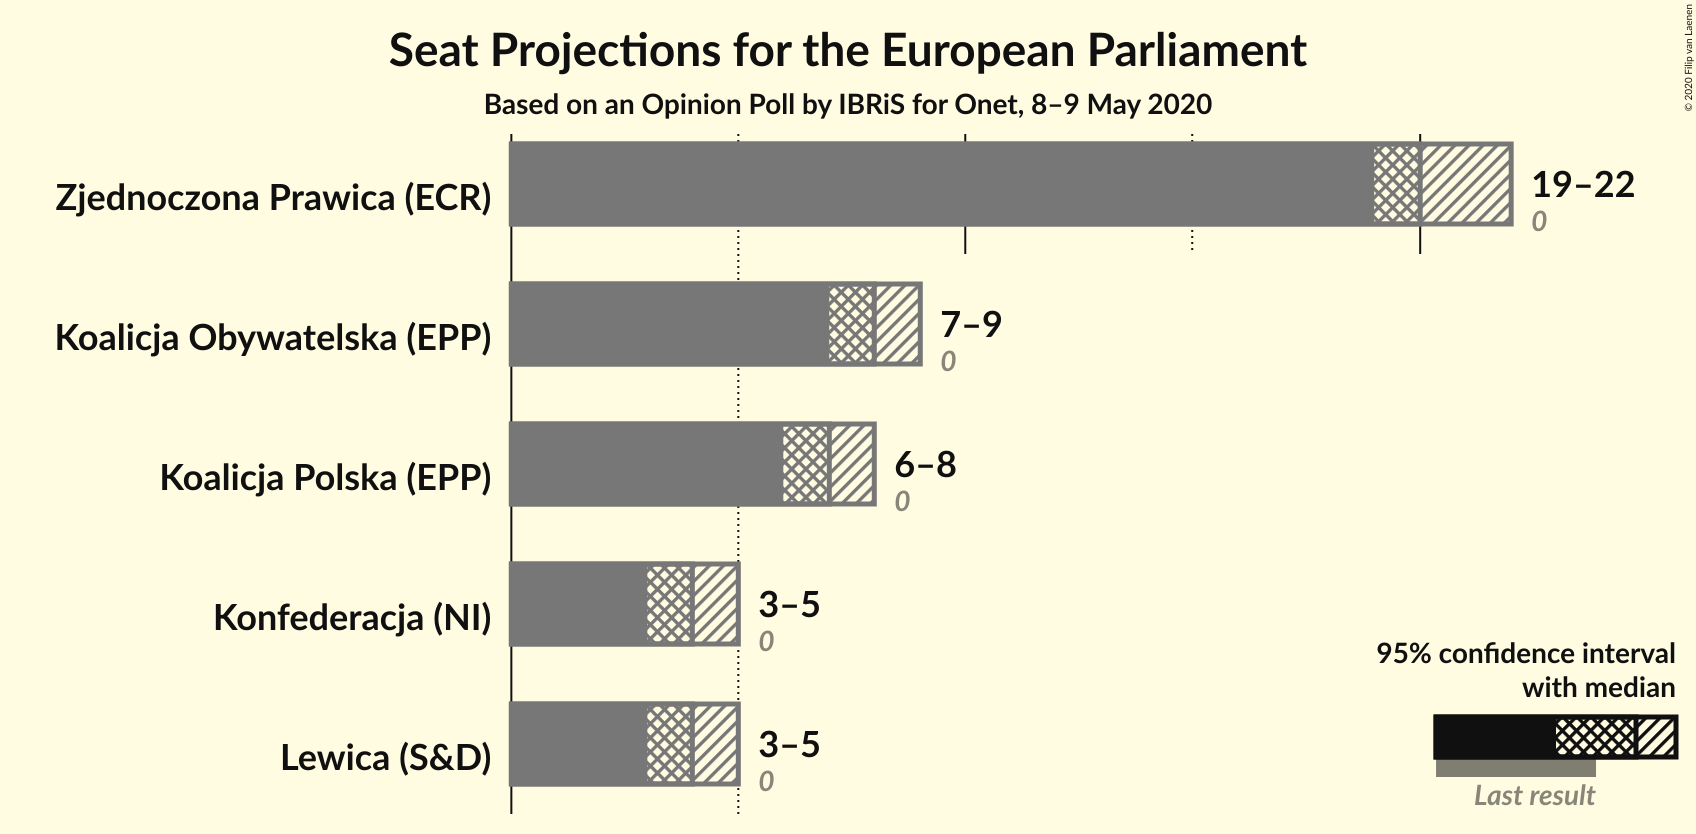 Seat Projections for the European Parliament
Based on an Opinion Poll by IBRiS for Onet, 8–9 May 2020
© 2020 Filip van Laenen
Zjednoczona Prawica (ECR)
19–22
0
Koalicja Obywatelska (EPP)
7–9
0
Koalicja Polska (EPP)
6–8
0
Konfederacja (NI)
3–5
0
Lewica (S&D)
3–5
0
95% confidence interval
with median
Last result